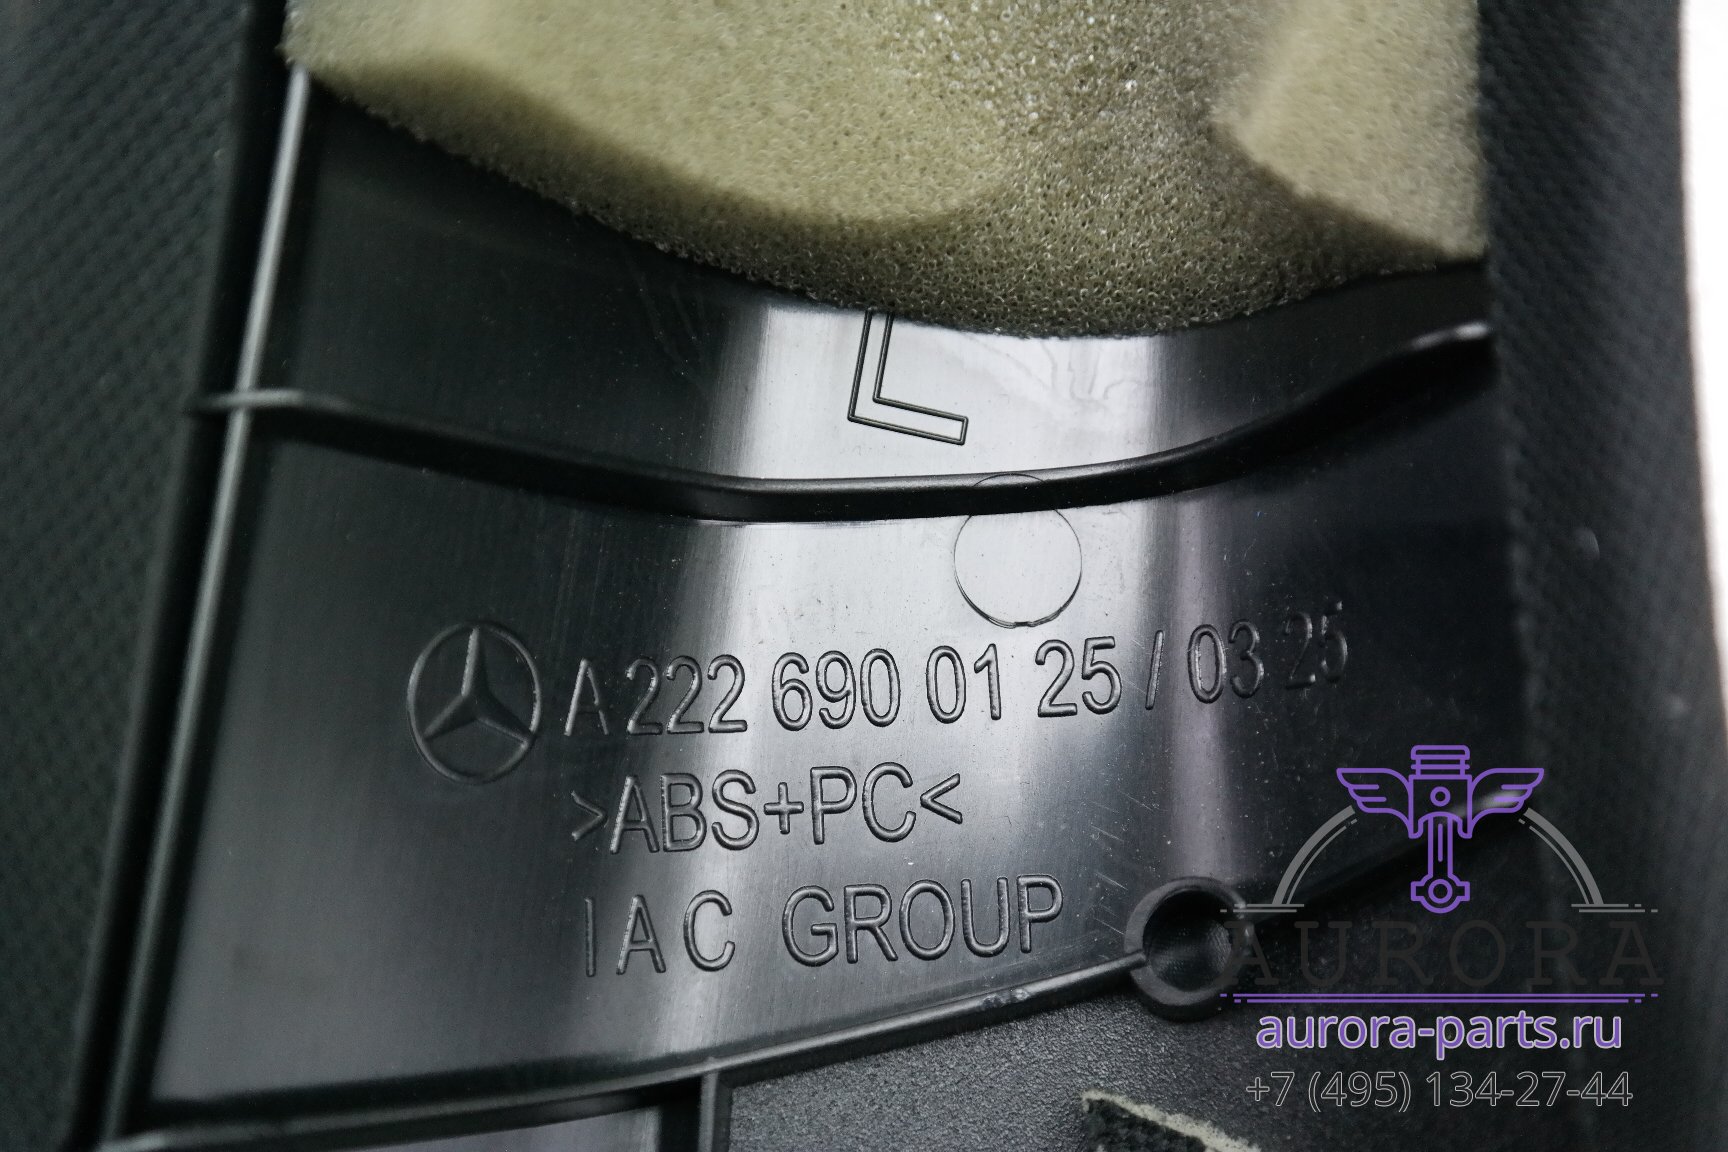 L
A 222 690 01 25 / 03 25
>ABS+PC<
IAC GROUP
AURORA
aurora-parts.ru
+7 (495) 134-27-44